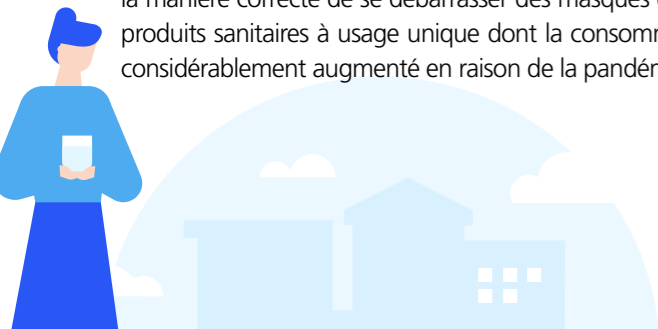 la manière correcte de se débarrasser des masques
produits sanitaires à usage unique dont la
considérablement augmenté en raison de la